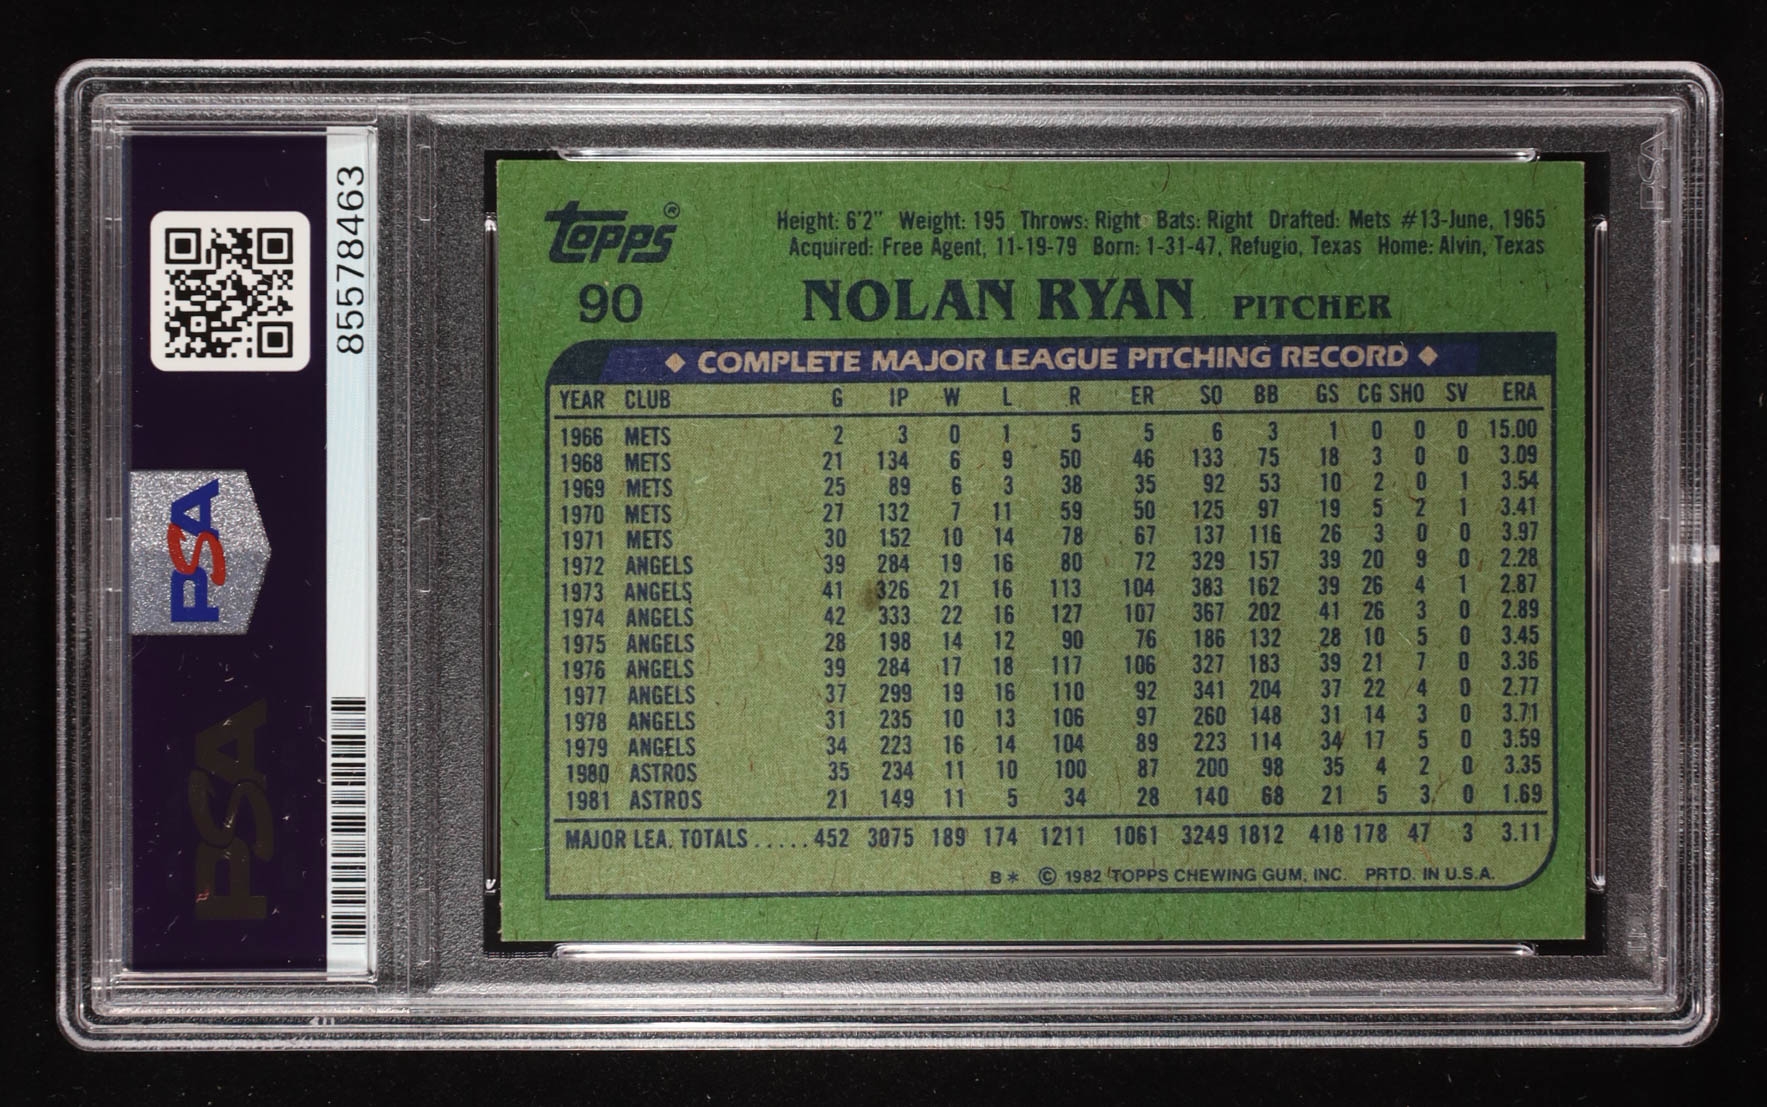 85578463
PSA
PSA
PSA
topps®
Height: 6'2" Weight: 195 Throws: Right Bats: Right Drafted: Mets #13-June, 1965
Acquired: Free Agent, 11-19-79 Born: 1-31-47, Refugio, Texas Home: Alvin, Texas
90 NOLAN RYAN PITCHER
◆ COMPLETE MAJOR LEAGUE PITCHING RECORD ◆
YEAR CLUB G IP W L R ER SO BB GS CG SHO SV ERA
1966 METS 2 3 0 1 5 5 6 3 1 0 0 0 15.00
1968 METS 21 134 6 9 50 46 133 75 18 3 0 0 3.09
1969 METS 25 89 6 3 38 35 92 53 10 2 0 1 3.54
1970 METS 27 132 7 11 59 50 125 97 19 5 2 1 3.41
1971 METS 30 152 10 14 78 67 137 116 26 3 0 0 3.97
1972 ANGELS 39 284 19 16 80 72 329 157 39 20 9 0 2.28
1973 ANGELS 41 326 21 16 113 104 383 162 39 26 4 1 2.87
1974 ANGELS 42 333 22 16 127 107 367 202 41 26 3 0 2.89
1975 ANGELS 28 198 14 12 90 76 186 132 28 10 5 0 3.45
1976 ANGELS 39 284 17 18 117 106 327 183 39 21 7 0 3.36
1977 ANGELS 37 299 19 16 110 92 341 204 37 22 4 0 2.77
1978 ANGELS 31 235 10 13 106 97 260 148 31 14 3 0 3.71
1979 ANGELS 34 223 16 14 104 89 223 114 34 17 5 0 3.59
1980 ASTROS 35 234 11 10 100 87 200 98 35 4 2 0 3.35
1981 ASTROS 21 149 11 5 34 28 140 68 21 5 3 0 1.69
MAJOR LEA. TOTALS ..... 452 3075 189 174 1211 1061 3249 1812 418 178 47 3 3.11
B* © 1982 TOPPS CHEWING GUM, INC. PRTD. IN U.S.A.